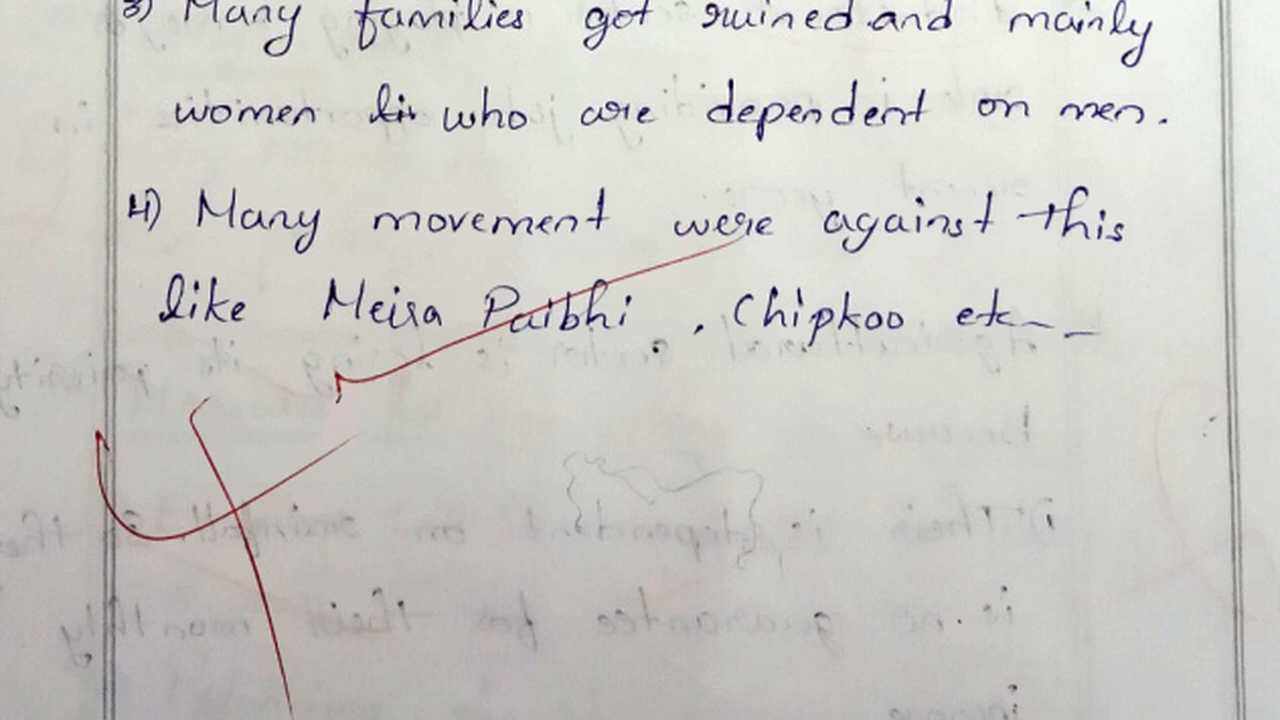 3) Many families got ruined and mainly
women who are dependent on men.
4) Many movement were against this
like Meira Paibhi , Chipkoo etc